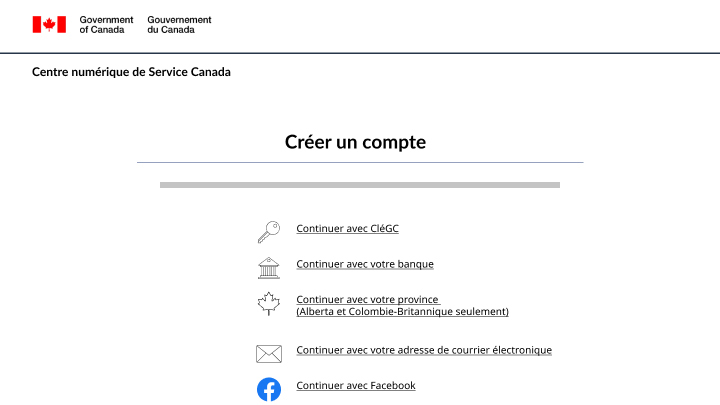 Government Gouvernement
of Canada du Canada
Centre numérique de Service Canada
Créer un compte
Continuer avec CléGC
Continuer avec votre banque
Continuer avec votre province
(Alberta et Colombie-Britannique seulement)
Continuer avec votre adresse de courrier électronique
Continuer avec Facebook